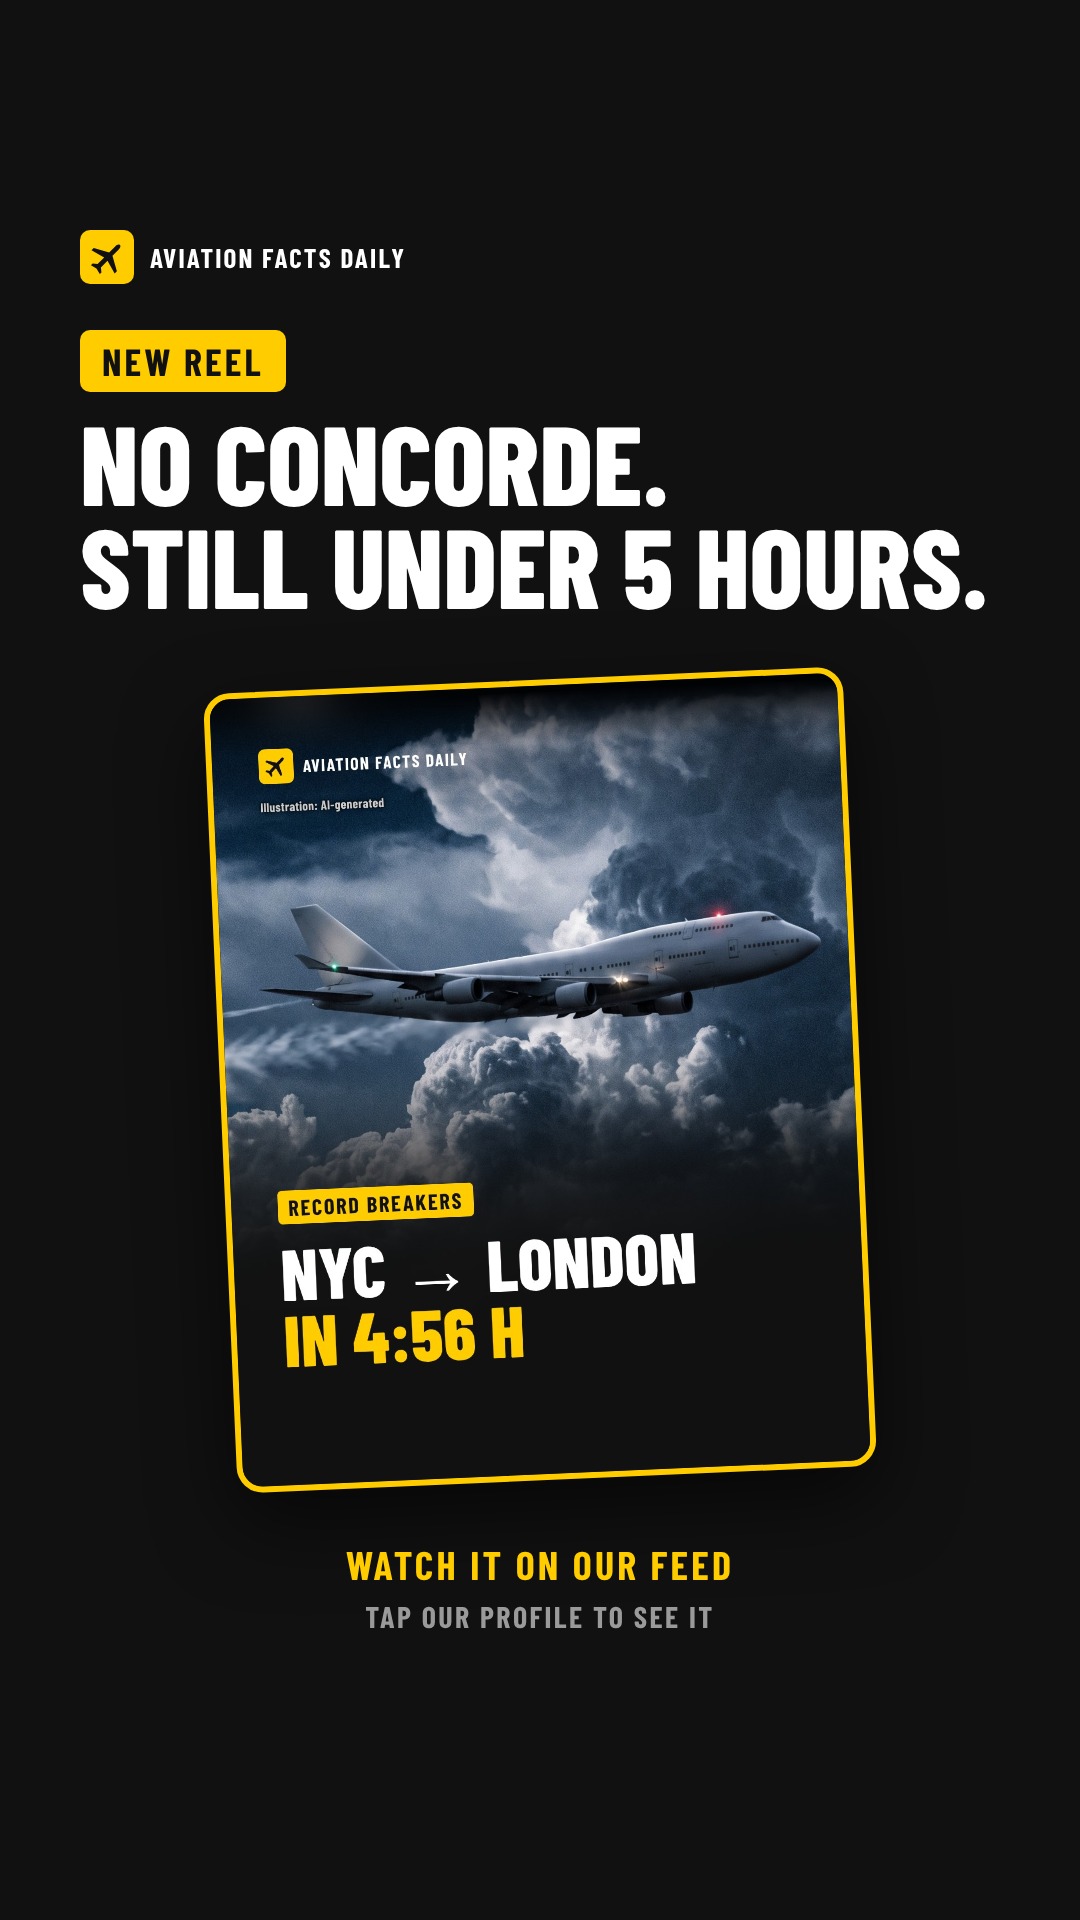 AVIATION FACTS DAILY
NEW REEL
NO CONCORDE.
STILL UNDER 5 HOURS.
AVIATION FACTS DAILY
Illustration: AI-generated
RECORD BREAKERS
NYC → LONDON
IN 4:56 H
WATCH IT ON OUR FEED
TAP OUR PROFILE TO SEE IT